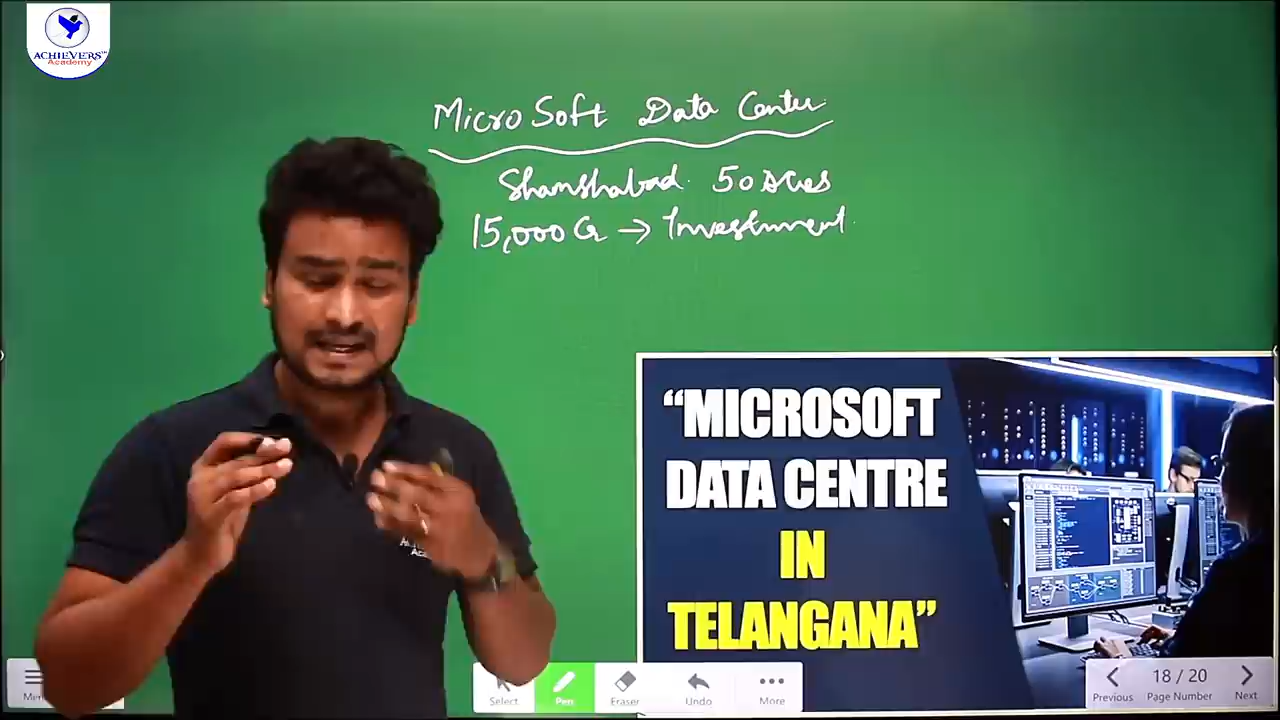 ACHIEVERS™
Academy
MicroSoft Data Center
Shamshabad. 50 Acres
15,000 Cr → Investment.
"MICROSOFT
DATA CENTRE
IN
TELANGANA"
Select
Pen
Eraser
Undo
More
18 / 20
Previous
Page Number
Next